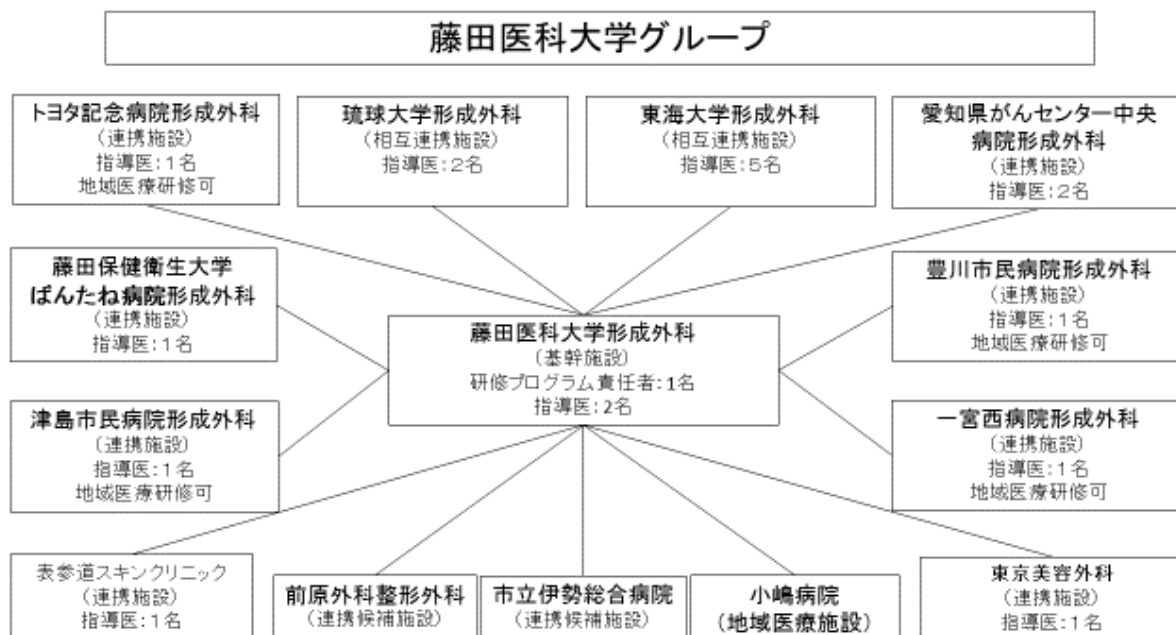 藤田医科大学グループ
トヨタ記念病院形成外科
(連携施設)
指導医:1名
地域医療研修可
琉球大学形成外科
(相互連携施設)
指導医:2名
東海大学形成外科
(相互連携施設)
指導医:5名
愛知県がんセンター中央
病院形成外科
(連携施設)
指導医:2名
藤田保健衛生大学
ばんたね病院形成外科
(連携施設)
指導医:1名
豊川市民病院形成外科
(連携施設)
指導医:1名
地域医療研修可
藤田医科大学形成外科
(基幹施設)
研修プログラム責任者:1名
指導医:2名
津島市民病院形成外科
(連携施設)
指導医:1名
地域医療研修可
一宮西病院形成外科
(連携施設)
指導医:1名
地域医療研修可
表参道スキンクリニック
(連携施設)
指導医:1名
前原外科整形外科
(連携候補施設)
市立伊勢総合病院
(連携候補施設)
小嶋病院
(地域医療施設)
東京美容外科
(連携施設)
指導医:1名